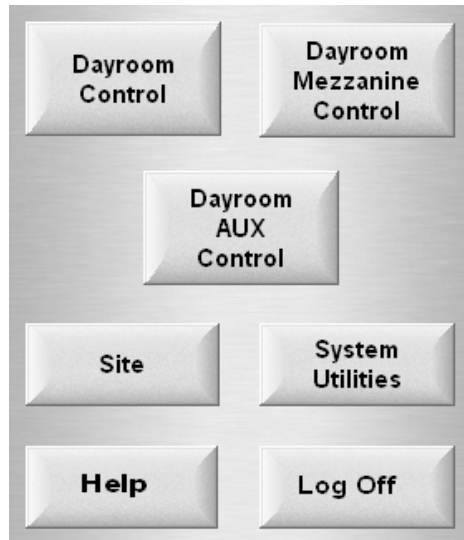 Dayroom
Control
Dayroom
Mezzanine
Control
Dayroom
AUX
Control
Site
System
Utilities
Help
Log Off